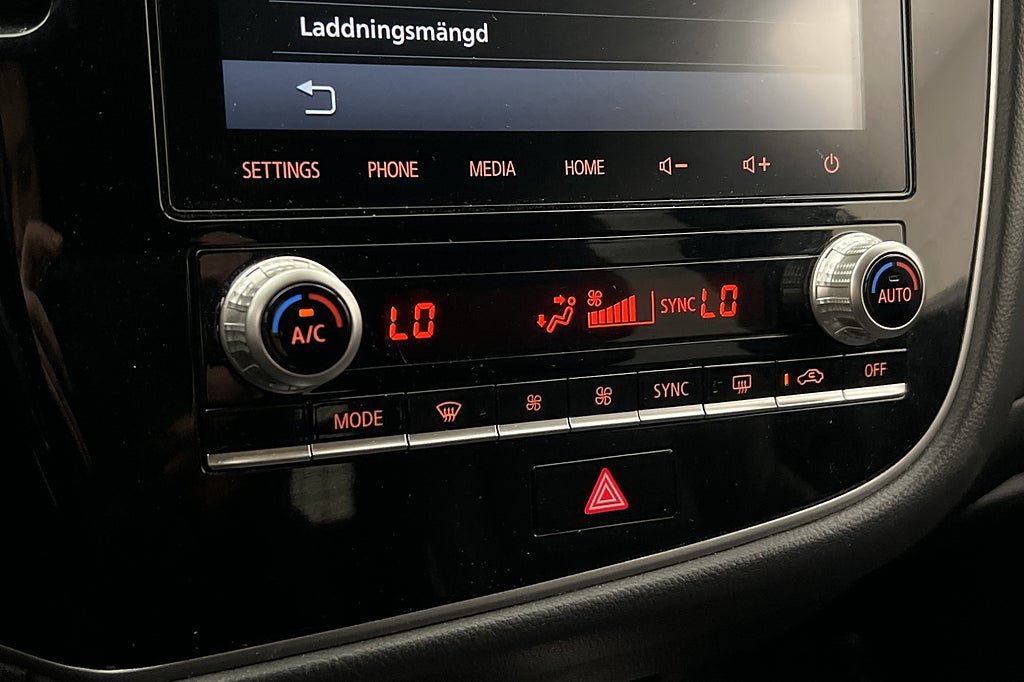 Laddningsmängd
SETTINGS PHONE MEDIA HOME
A/C LO SYNC LO AUTO
MODE SYNC OFF